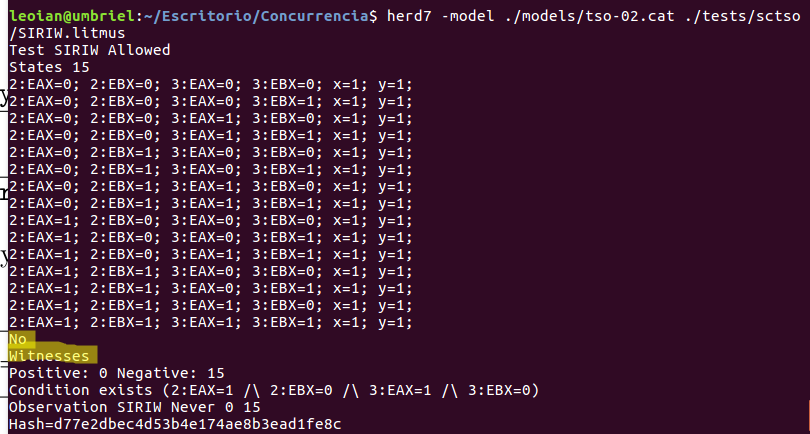 leoian@umbriel:~/Escritorio/Concurrencia$ herd7 -model ./models/tso-02.cat ./tests/sctso
/SIRIW.litmus
Test SIRIW Allowed
States 15
2:EAX=0; 2:EBX=0; 3:EAX=0; 3:EBX=0; x=1; y=1;
2:EAX=0; 2:EBX=0; 3:EAX=0; 3:EBX=1; x=1; y=1;
2:EAX=0; 2:EBX=0; 3:EAX=1; 3:EBX=0; x=1; y=1;
2:EAX=0; 2:EBX=0; 3:EAX=1; 3:EBX=1; x=1; y=1;
2:EAX=0; 2:EBX=1; 3:EAX=0; 3:EBX=0; x=1; y=1;
2:EAX=0; 2:EBX=1; 3:EAX=0; 3:EBX=1; x=1; y=1;
2:EAX=0; 2:EBX=1; 3:EAX=1; 3:EBX=0; x=1; y=1;
2:EAX=0; 2:EBX=1; 3:EAX=1; 3:EBX=1; x=1; y=1;
2:EAX=1; 2:EBX=0; 3:EAX=0; 3:EBX=0; x=1; y=1;
2:EAX=1; 2:EBX=0; 3:EAX=0; 3:EBX=1; x=1; y=1;
2:EAX=1; 2:EBX=0; 3:EAX=1; 3:EBX=1; x=1; y=1;
2:EAX=1; 2:EBX=1; 3:EAX=0; 3:EBX=0; x=1; y=1;
2:EAX=1; 2:EBX=1; 3:EAX=0; 3:EBX=1; x=1; y=1;
2:EAX=1; 2:EBX=1; 3:EAX=1; 3:EBX=0; x=1; y=1;
2:EAX=1; 2:EBX=1; 3:EAX=1; 3:EBX=1; x=1; y=1;
No
Witnesses
Positive: 0 Negative: 15
Condition exists (2:EAX=1 /\ 2:EBX=0 /\ 3:EAX=1 /\ 3:EBX=0)
Observation SIRIW Never 0 15
Hash=d77e2dbec4d53b4e174ae8b3ead1fe8c